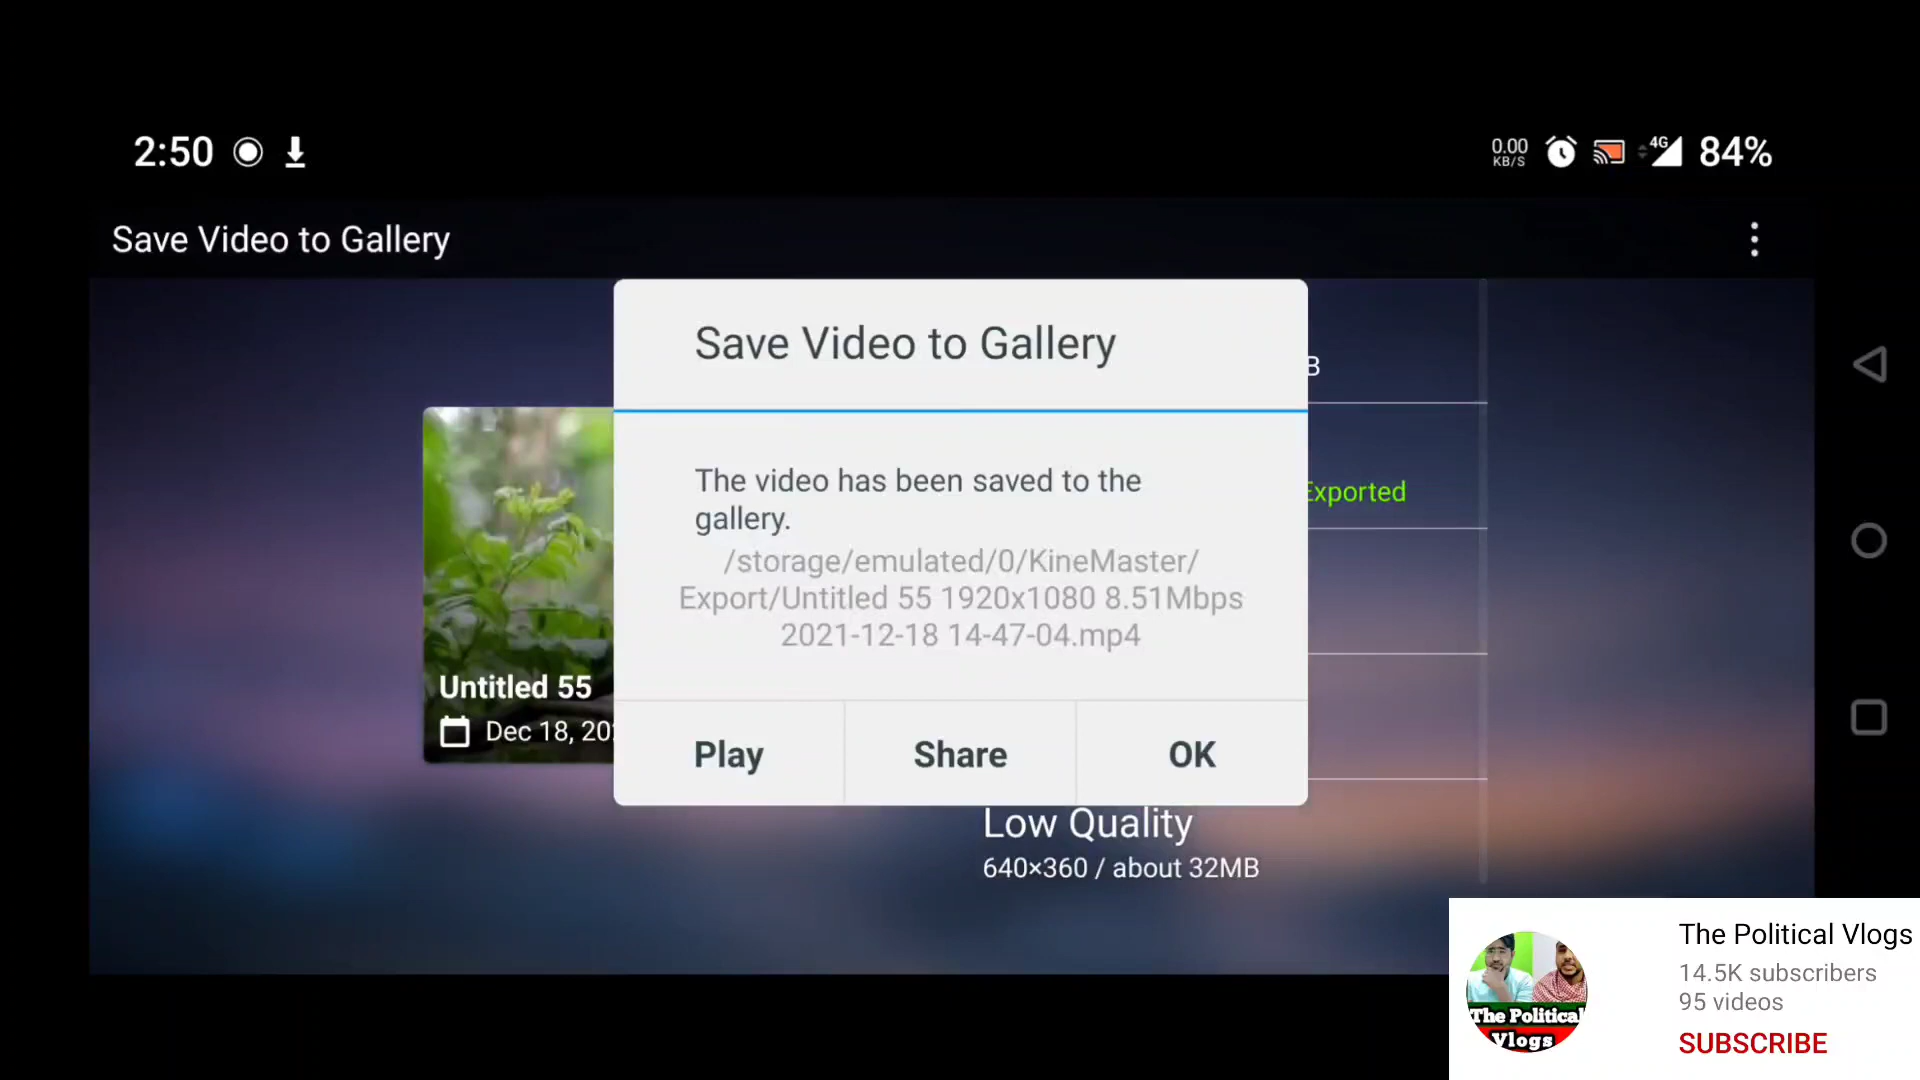 2:50
0.00
KB/S
4G
84%
Save Video to Gallery
Save Video to Gallery
B
The video has been saved to the
gallery.
Exported
/storage/emulated/0/KineMaster/
Export/Untitled 55 1920x1080 8.51Mbps
2021-12-18 14-47-04.mp4
Untitled 55
Dec 18, 20
Play
Share
OK
Low Quality
640×360 / about 32MB
The Political Vlogs
14.5K subscribers
95 videos
SUBSCRIBE
The Political
Vlogs